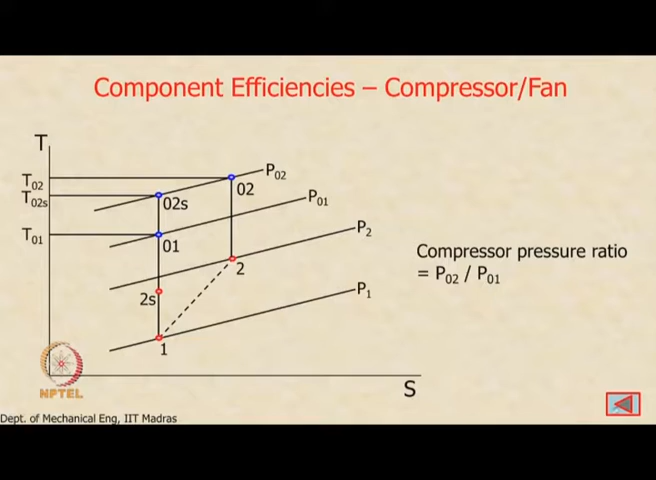 Component Efficiencies – Compressor/Fan
T
P₀₂
T₀₂
02
T₀₂s
02s
P₀₁
T₀₁
01
P₂
2
Compressor pressure ratio
= P₀₂ / P₀₁
2s
P₁
1
NPTEL
S
Dept. of Mechanical Eng, IIT Madras